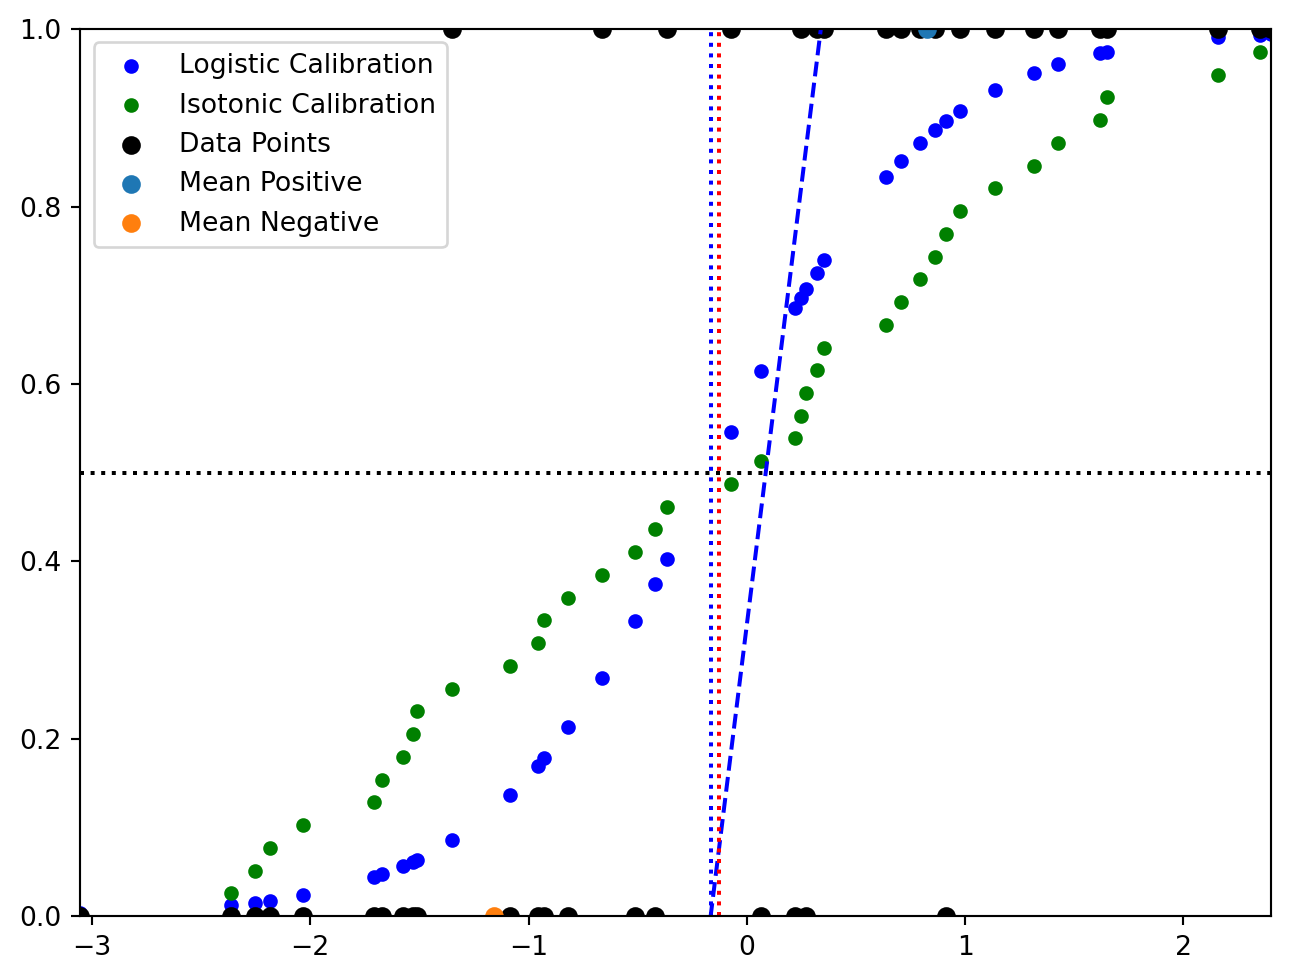 1.0
Logistic Calibration
Isotonic Calibration
Data Points
Mean Positive
Mean Negative
0.8
0.6
0.4
0.2
0.0
−3 −2 −1 0 1 2